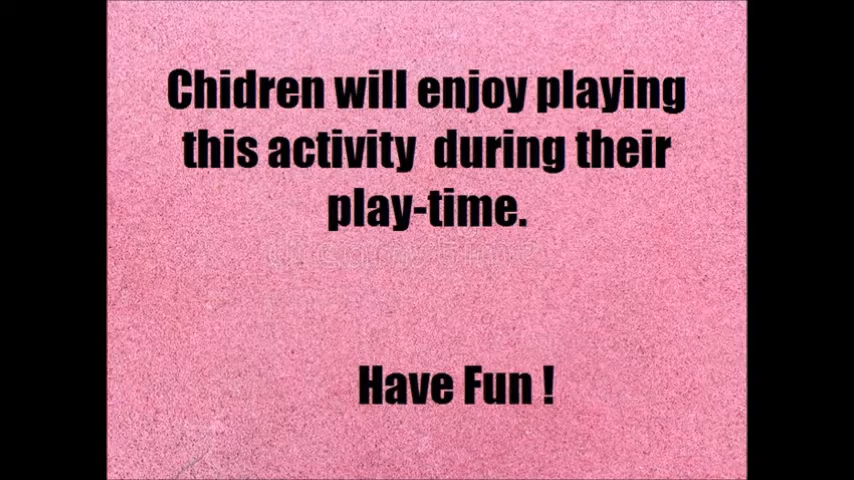 Chidren will enjoy playing
this activity during their
play-time.
Have Fun !